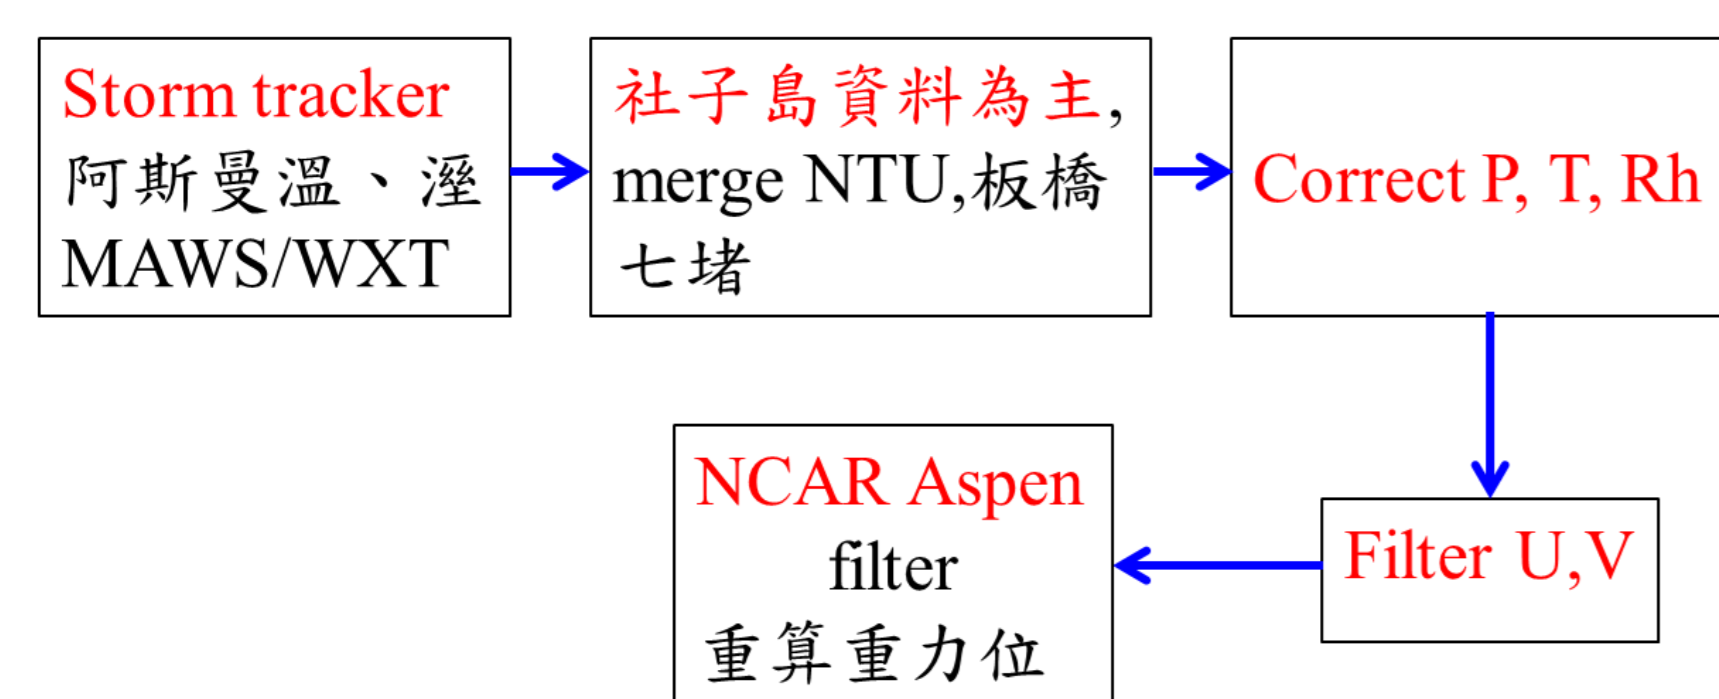 Storm tracker
阿斯曼溫、溼
MAWS/WXT
社子島資料為主,
merge NTU,板橋
七堵
Correct P, T, Rh
Filter U,V
NCAR Aspen
filter
重算重力位